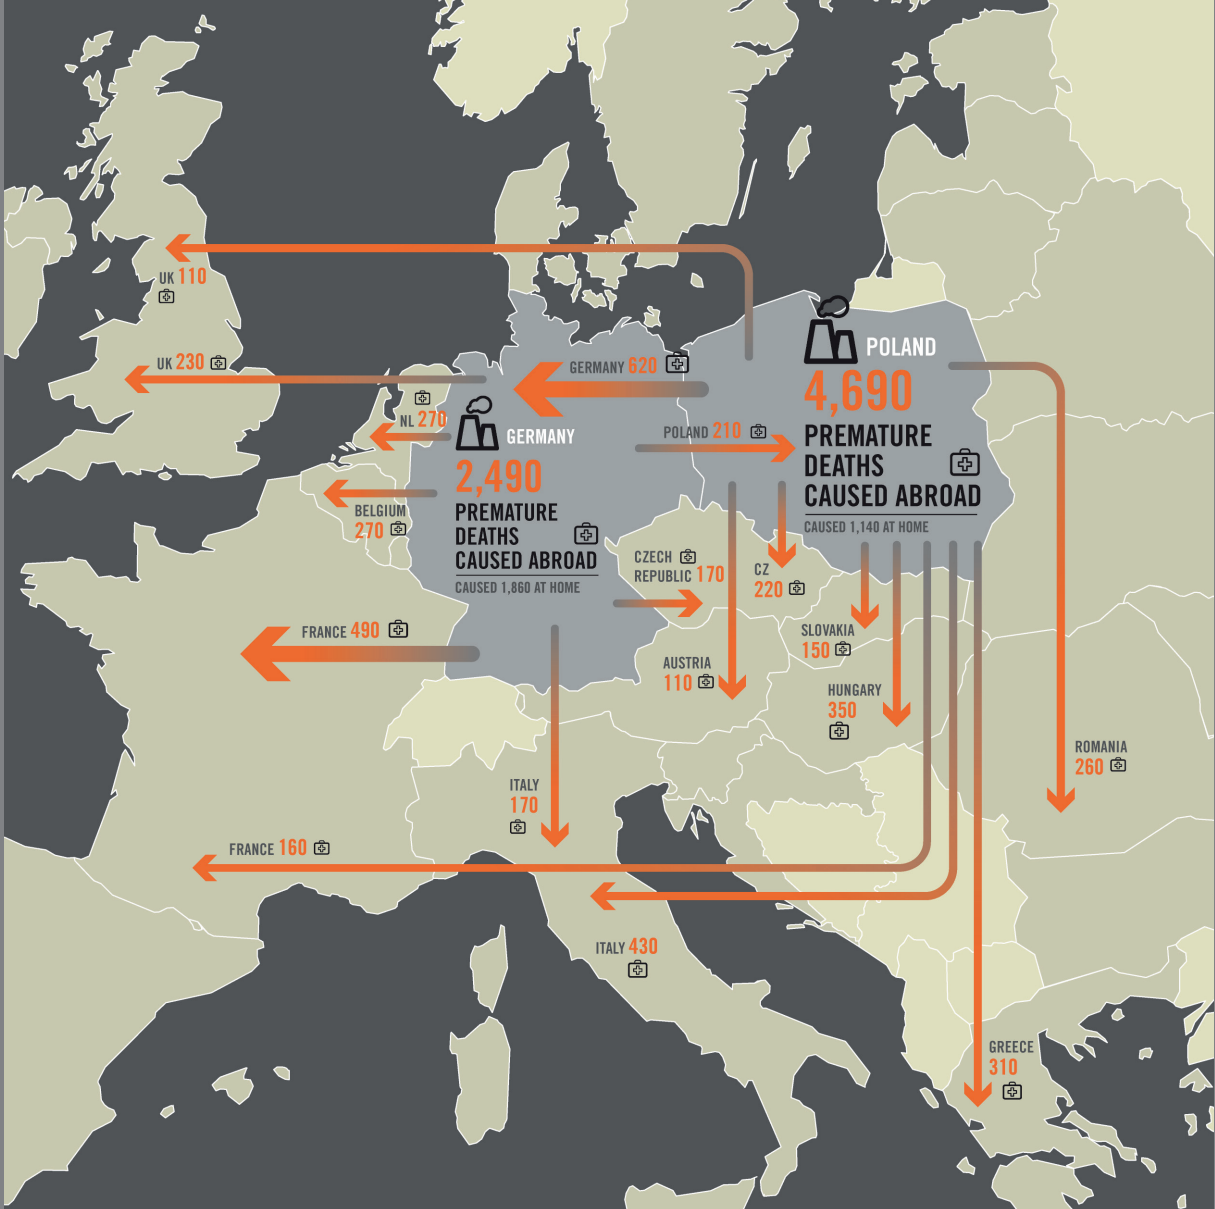 UK 110
UK 230
NL 270
BELGIUM
270
FRANCE 490
GERMANY
2,490
PREMATURE
DEATHS
CAUSED ABROAD
CAUSED 1,860 AT HOME
GERMANY 620
POLAND 210
POLAND
4,690
PREMATURE
DEATHS
CAUSED ABROAD
CAUSED 1,140 AT HOME
CZECH
REPUBLIC 170
CZ
220
SLOVAKIA
150
AUSTRIA
110
HUNGARY
350
ROMANIA
260
ITALY
170
FRANCE 160
ITALY 430
GREECE
310